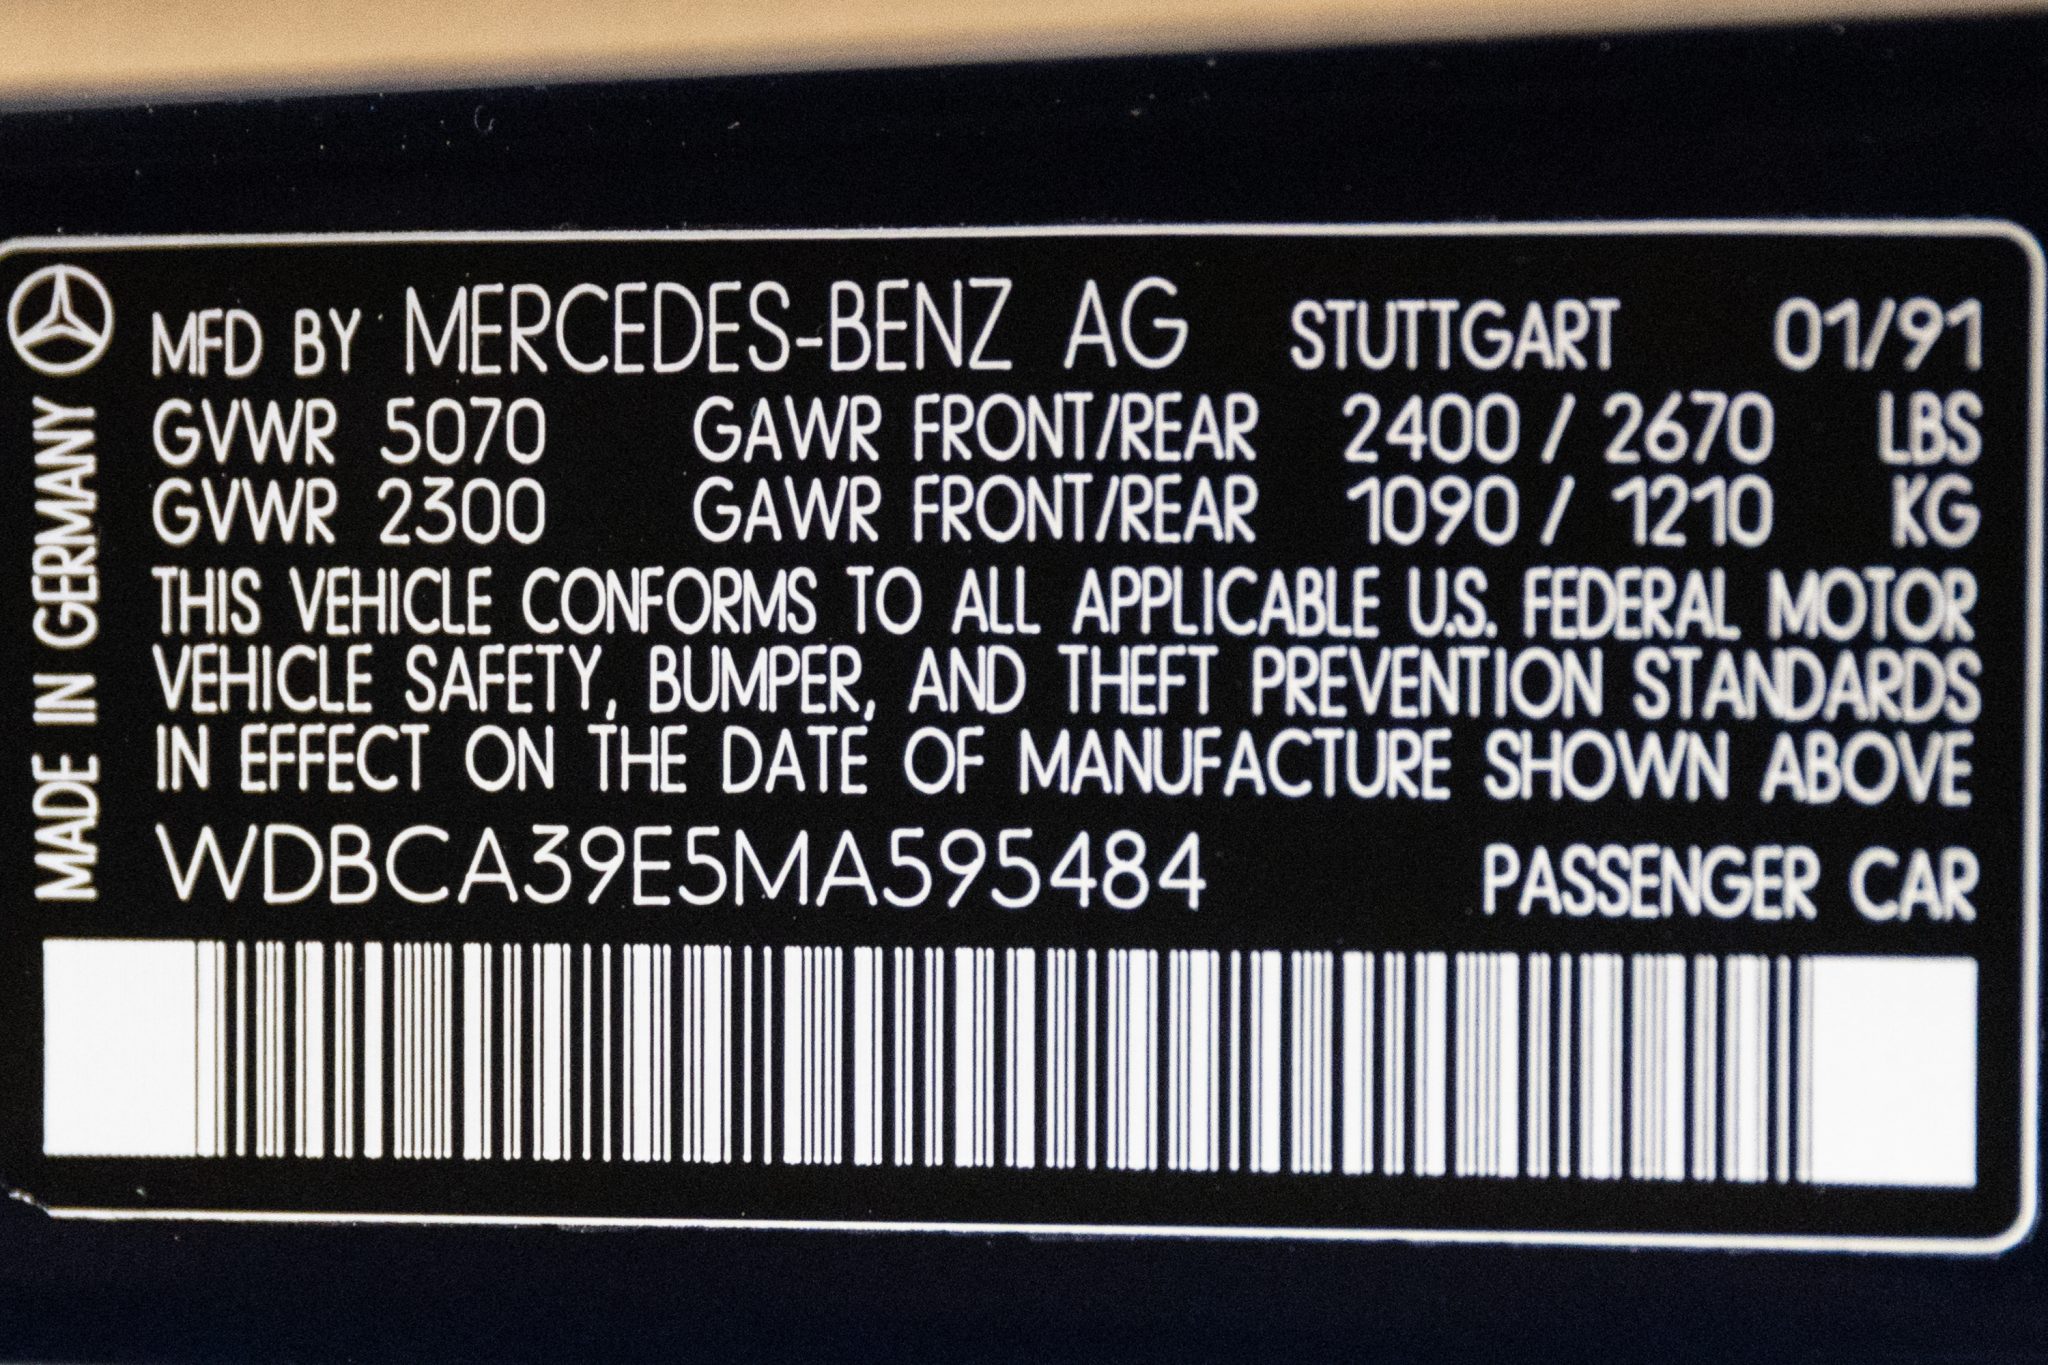 MFD BY MERCEDES-BENZ AG STUTTGART 01/91
GVWR 5070 GAWR FRONT/REAR 2400 / 2670 LBS
GVWR 2300 GAWR FRONT/REAR 1090 / 1210 KG
THIS VEHICLE CONFORMS TO ALL APPLICABLE U.S. FEDERAL MOTOR
VEHICLE SAFETY, BUMPER, AND THEFT PREVENTION STANDARDS
IN EFFECT ON THE DATE OF MANUFACTURE SHOWN ABOVE
WDBCA39E5MA595484 PASSENGER CAR
MADE IN GERMANY